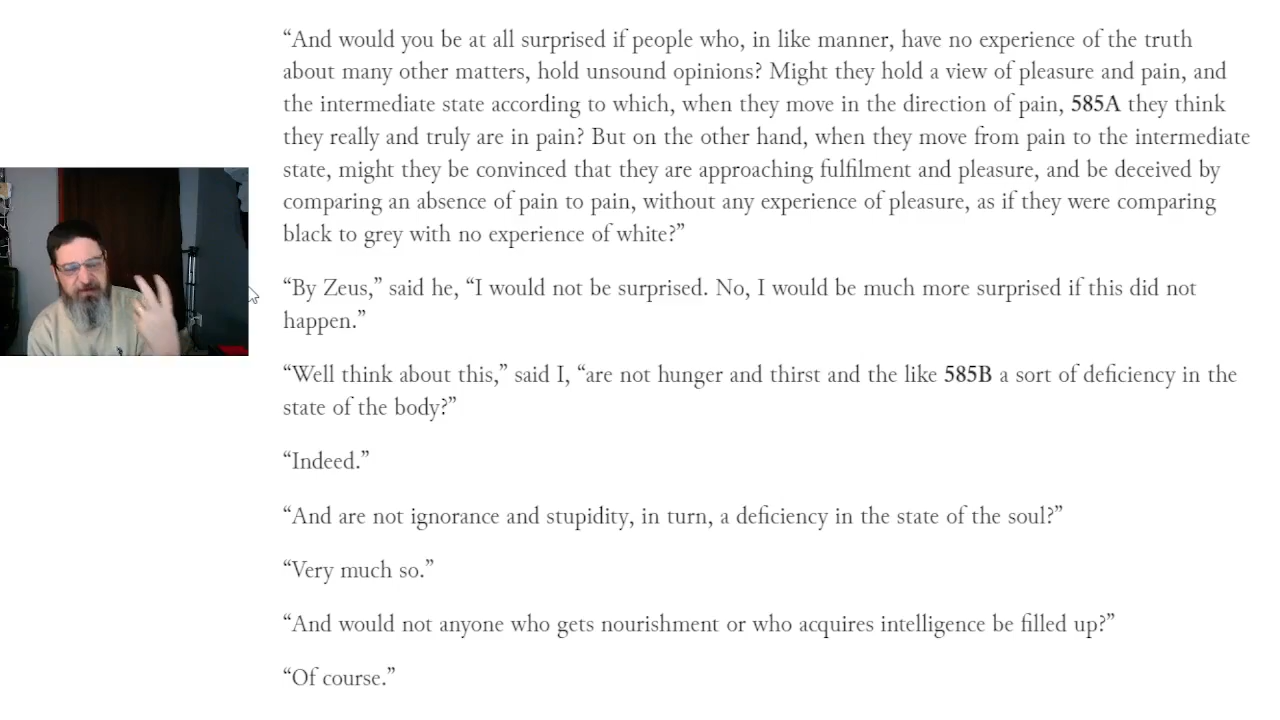 “And would you be at all surprised if people who, in like manner, have no experience of the truth
about many other matters, hold unsound opinions? Might they hold a view of pleasure and pain, and
the intermediate state according to which, when they move in the direction of pain, 585A they think
they really and truly are in pain? But on the other hand, when they move from pain to the intermediate
state, might they be convinced that they are approaching fulfilment and pleasure, and be deceived by
comparing an absence of pain to pain, without any experience of pleasure, as if they were comparing
black to grey with no experience of white?”
“By Zeus,” said he, “I would not be surprised. No, I would be much more surprised if this did not
happen.”
“Well think about this,” said I, “are not hunger and thirst and the like 585B a sort of deficiency in the
state of the body?”
“Indeed.”
“And are not ignorance and stupidity, in turn, a deficiency in the state of the soul?”
“Very much so.”
“And would not anyone who gets nourishment or who acquires intelligence be filled up?”
“Of course.”